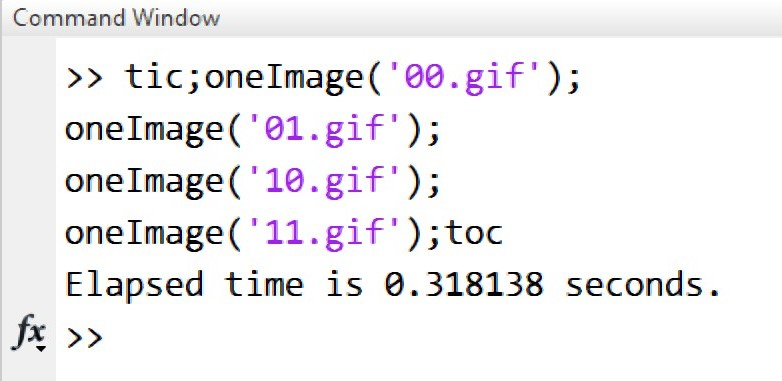 Command Window
>> tic;oneImage('00.gif');
oneImage('01.gif');
oneImage('10.gif');
oneImage('11.gif');toc
Elapsed time is 0.318138 seconds.
fx >>